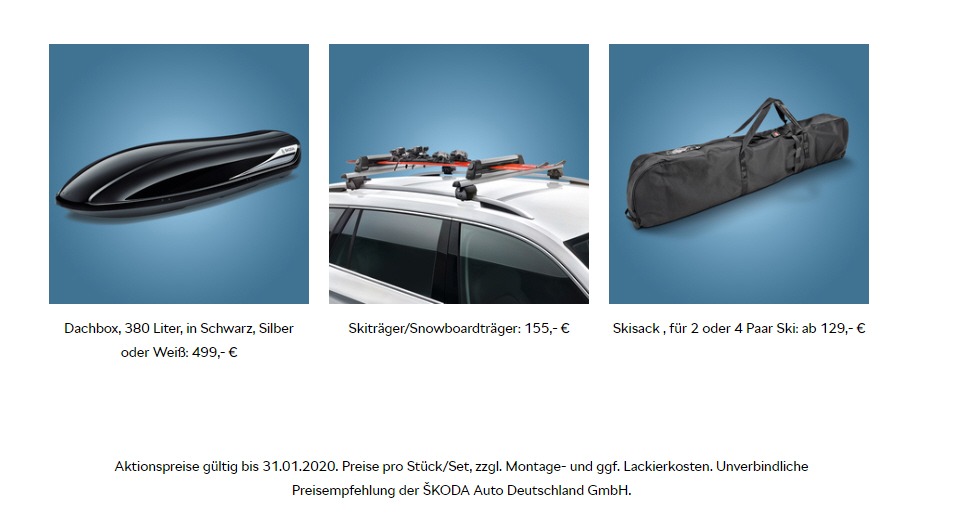 Dachbox, 380 Liter, in Schwarz, Silber
oder Weiß: 499,- €
Skiträger/Snowboardträger: 155,- €
Skisack , für 2 oder 4 Paar Ski: ab 129,- €
Aktionspreise gültig bis 31.01.2020. Preise pro Stück/Set, zzgl. Montage- und ggf. Lackierkosten. Unverbindliche
Preisempfehlung der ŠKODA Auto Deutschland GmbH.